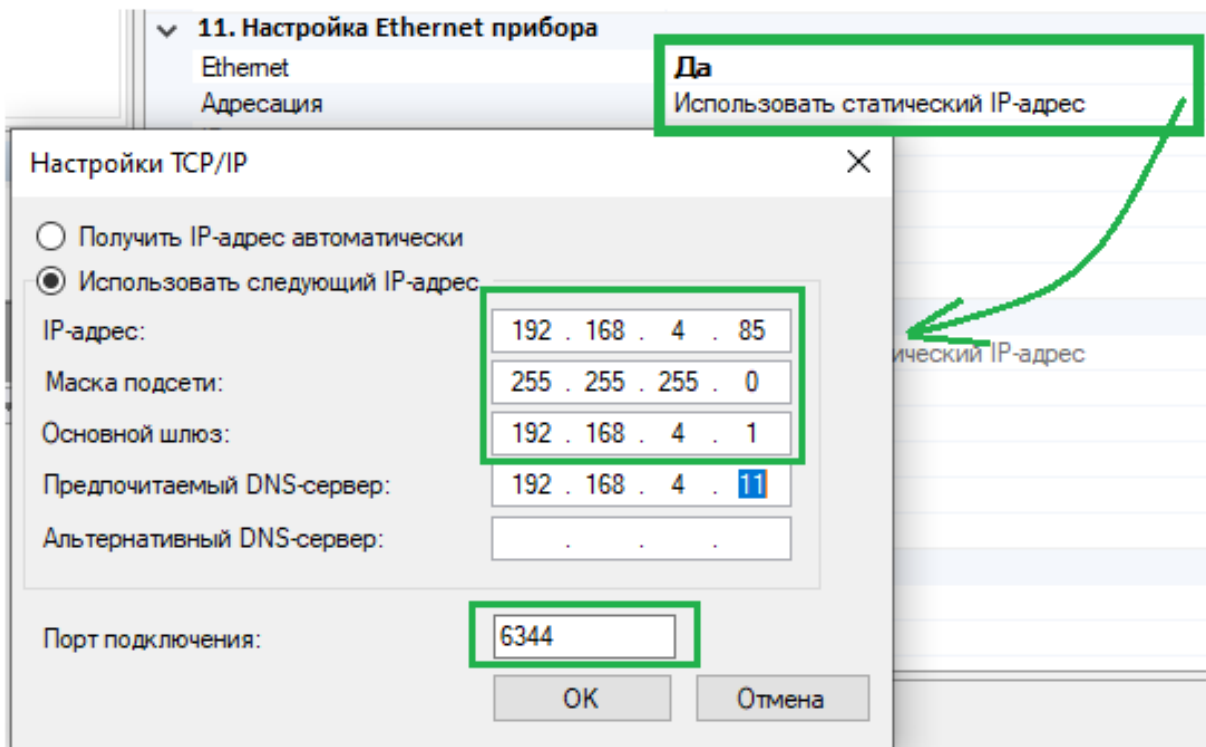 11. Настройка Ethernet прибора
Ethernet Да
Адресация Использовать статический IP-адрес
Настройки TCP/IP
Получить IP-адрес автоматически
Использовать следующий IP-адрес
IP-адрес: 192 . 168 . 4 . 85
ический IP-адрес
Маска подсети: 255 . 255 . 255 . 0
Основной шлюз: 192 . 168 . 4 . 1
Предпочитаемый DNS-сервер: 192 . 168 . 4 . 11
Альтернативный DNS-сервер: . . .
Порт подключения: 6344
OK Отмена